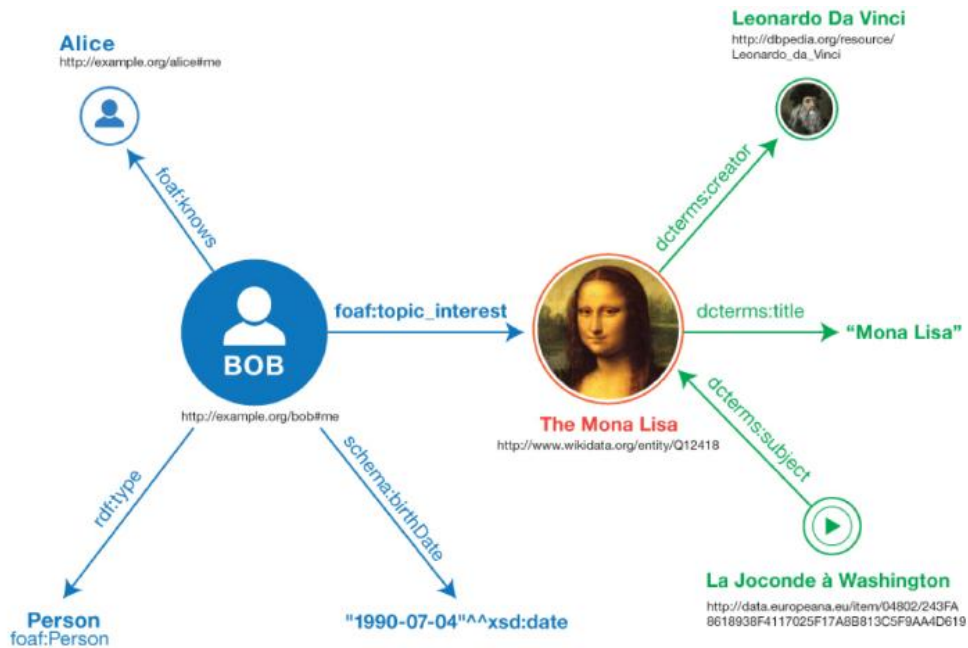 Alice
http://example.org/alice#me
Leonardo Da Vinci
http://dbpedia.org/resource/
Leonardo_da_Vinci
foaf:knows
dcterms:creator
foaf:topic_interest
dcterms:title
"Mona Lisa"
BOB
http://example.org/bob#me
The Mona Lisa
http://www.wikidata.org/entity/Q12418
dcterms:subject
rdf:type
schema:birthDate
Person
foaf:Person
"1990-07-04"^^xsd:date
La Joconde à Washington
http://data.europeana.eu/item/04802/243FA
8618938F4117025F17A8B813C5F9AA4D619